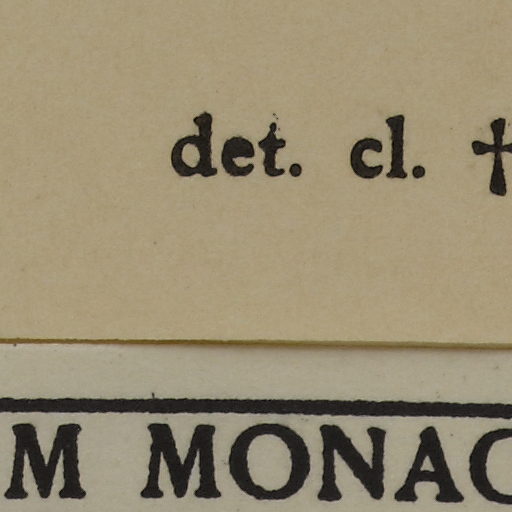 det. cl. †
M MONAC